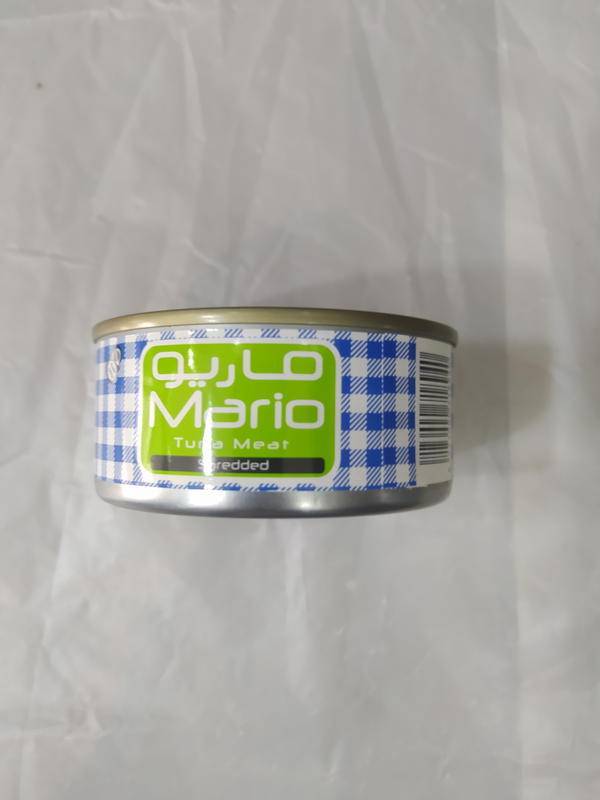 ماريو
Mario
Tuna Meat
Shredded